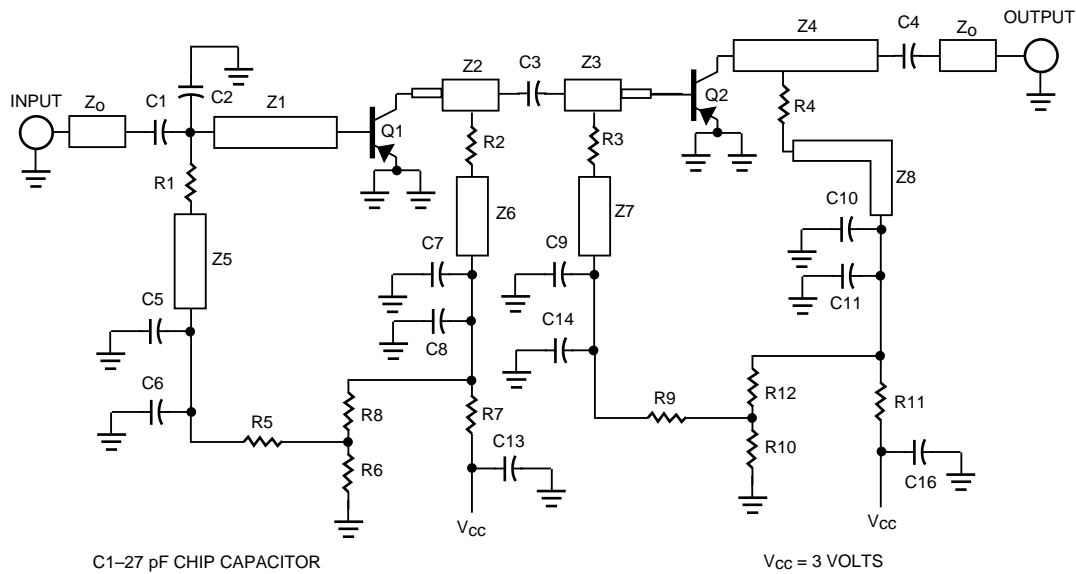 OUTPUT
Z4
C4
Zo
C3
Z2
Z3
INPUT
Zo
C1
C2
Z1
Q1
Q2
R4
R2
R3
R1
Z8
Z5
Z6
Z7
C10
C7
C9
C11
C5
C8
C14
C6
R8
R7
R9
R12
R11
R5
R6
C13
R10
C16
VCC
VCC
C1–27 pF CHIP CAPACITOR
VCC = 3 VOLTS